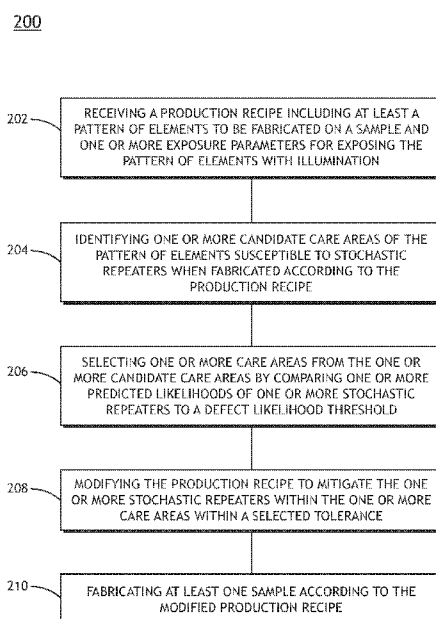 200
202
RECEIVING A PRODUCTION RECIPE INCLUDING AT LEAST A
PATTERN OF ELEMENTS TO BE FABRICATED ON A SAMPLE AND
ONE OR MORE EXPOSURE PARAMETERS FOR EXPOSING THE
PATTERN OF ELEMENTS WITH ILLUMINATION
204
IDENTIFYING ONE OR MORE CANDIDATE CARE AREAS OF THE
PATTERN OF ELEMENTS SUSCEPTIBLE TO STOCHASTIC
REPEATERS WHEN FABRICATED ACCORDING TO THE
PRODUCTION RECIPE
206
SELECTING ONE OR MORE CARE AREAS FROM THE ONE OR
MORE CANDIDATE CARE AREAS BY COMPARING ONE OR MORE
PREDICTED LIKELIHOODS OF ONE OR MORE STOCHASTIC
REPEATERS TO A DEFECT LIKELIHOOD THRESHOLD
208
MODIFYING THE PRODUCTION RECIPE TO MITIGATE THE ONE
OR MORE STOCHASTIC REPEATERS WITHIN THE ONE OR MORE
CARE AREAS WITHIN A SELECTED TOLERANCE
210
FABRICATING AT LEAST ONE SAMPLE ACCORDING TO THE
MODIFIED PRODUCTION RECIPE